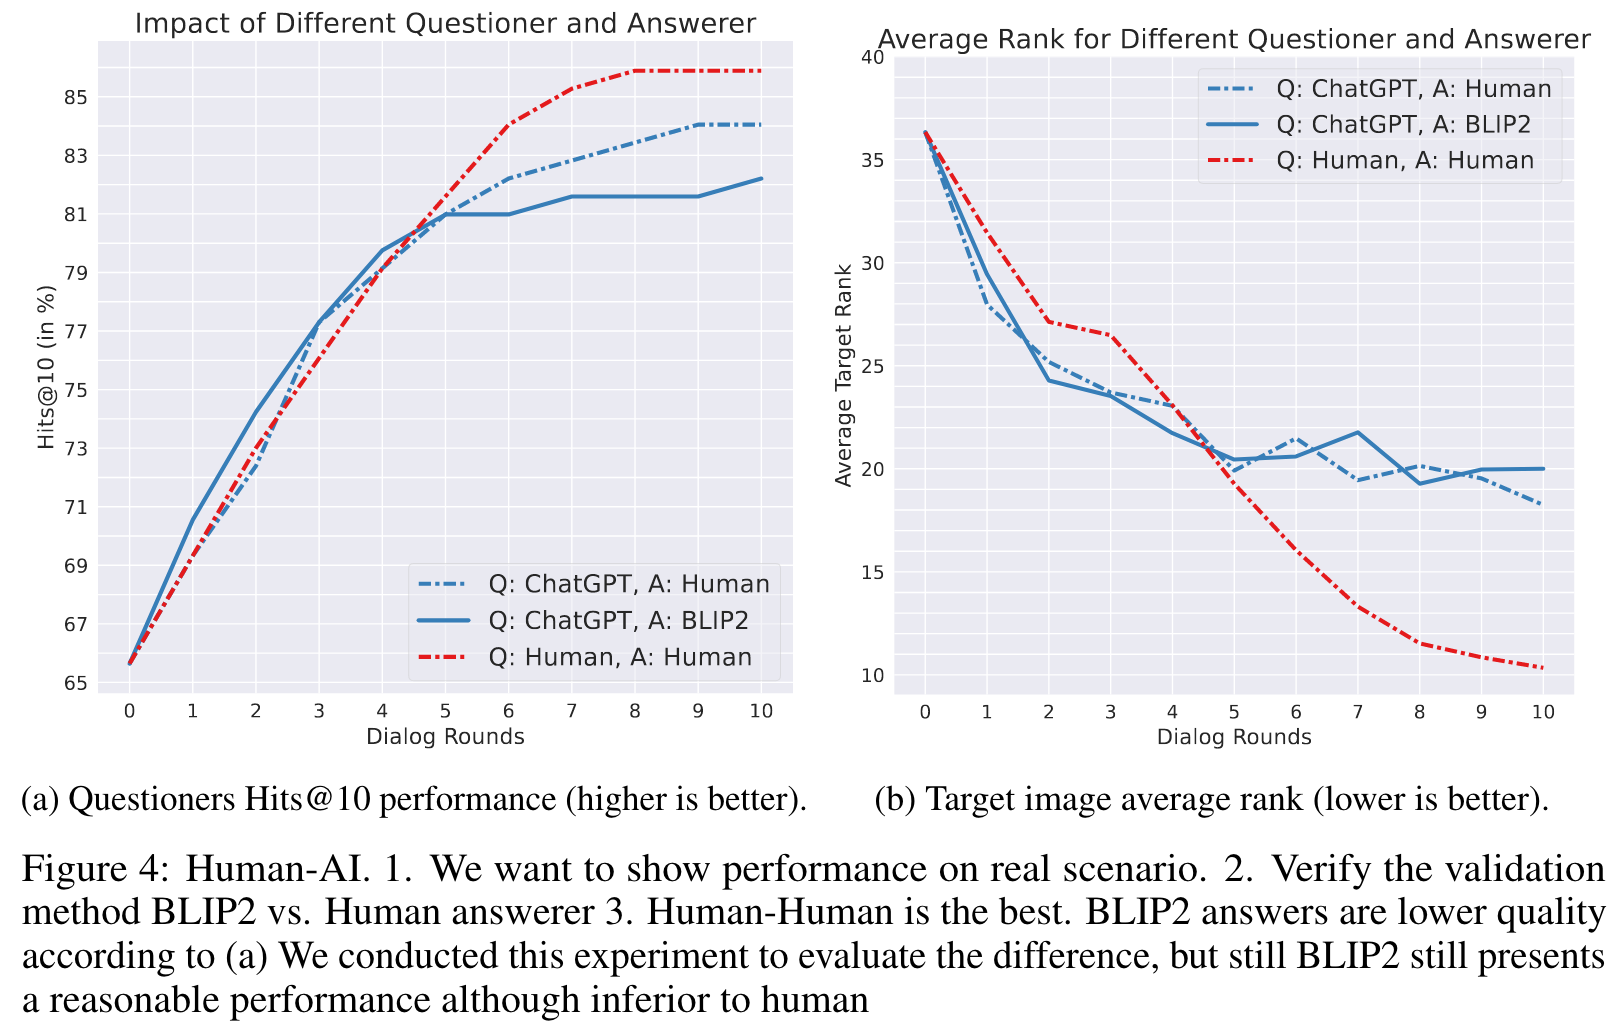 Impact of Different Questioner and Answerer
Hits@10 (in %)
85
83
81
79
77
75
73
71
69
67
65
Q: ChatGPT, A: Human
Q: ChatGPT, A: BLIP2
Q: Human, A: Human
0 1 2 3 4 5 6 7 8 9 10
Dialog Rounds
Average Rank for Different Questioner and Answerer
Average Target Rank
40
35
30
25
20
15
10
Q: ChatGPT, A: Human
Q: ChatGPT, A: BLIP2
Q: Human, A: Human
0 1 2 3 4 5 6 7 8 9 10
Dialog Rounds
(a) Questioners Hits@10 performance (higher is better).
(b) Target image average rank (lower is better).
Figure 4: Human-AI. 1. We want to show performance on real scenario. 2. Verify the validation
method BLIP2 vs. Human answerer 3. Human-Human is the best. BLIP2 answers are lower quality
according to (a) We conducted this experiment to evaluate the difference, but still BLIP2 still presents
a reasonable performance although inferior to human